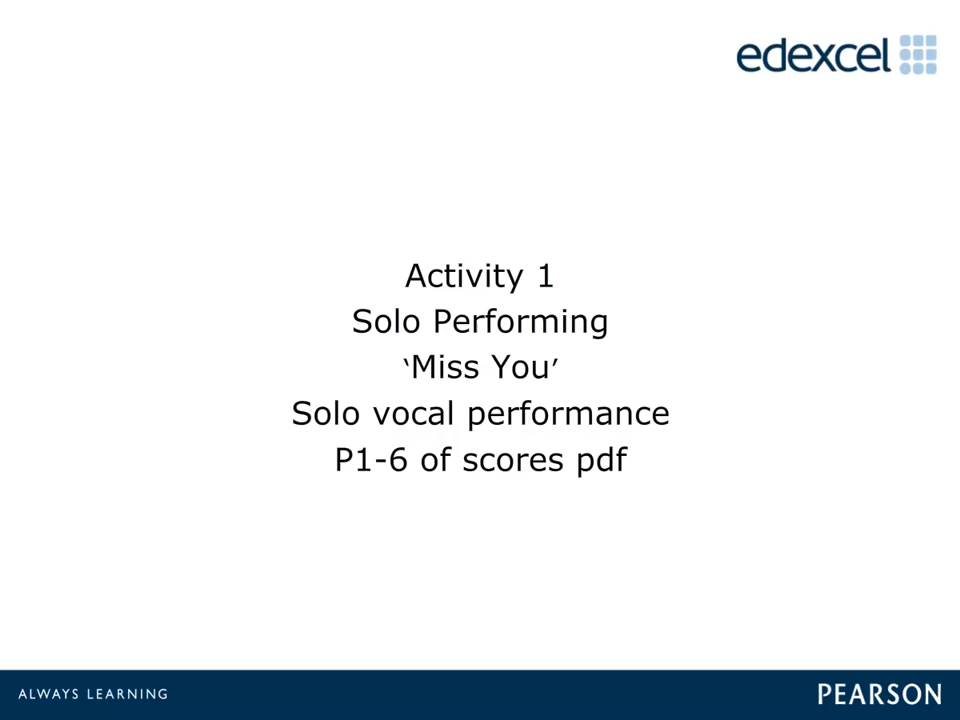 edexcel
Activity 1
Solo Performing
‘Miss You’
Solo vocal performance
P1-6 of scores pdf
ALWAYS LEARNING
PEARSON